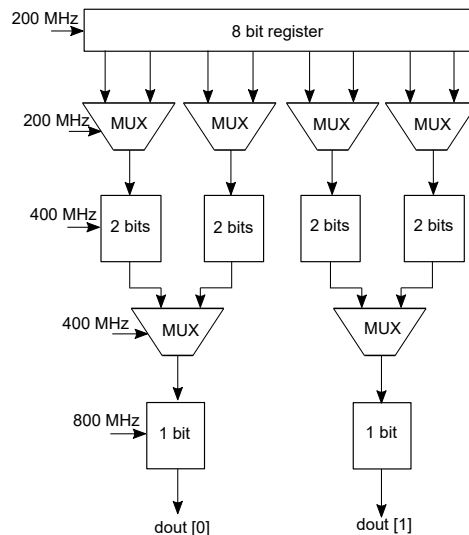 200 MHz
8 bit register
200 MHz
MUX MUX MUX MUX
400 MHz
2 bits 2 bits 2 bits 2 bits
400 MHz
MUX MUX
800 MHz
1 bit 1 bit
dout [0] dout [1]